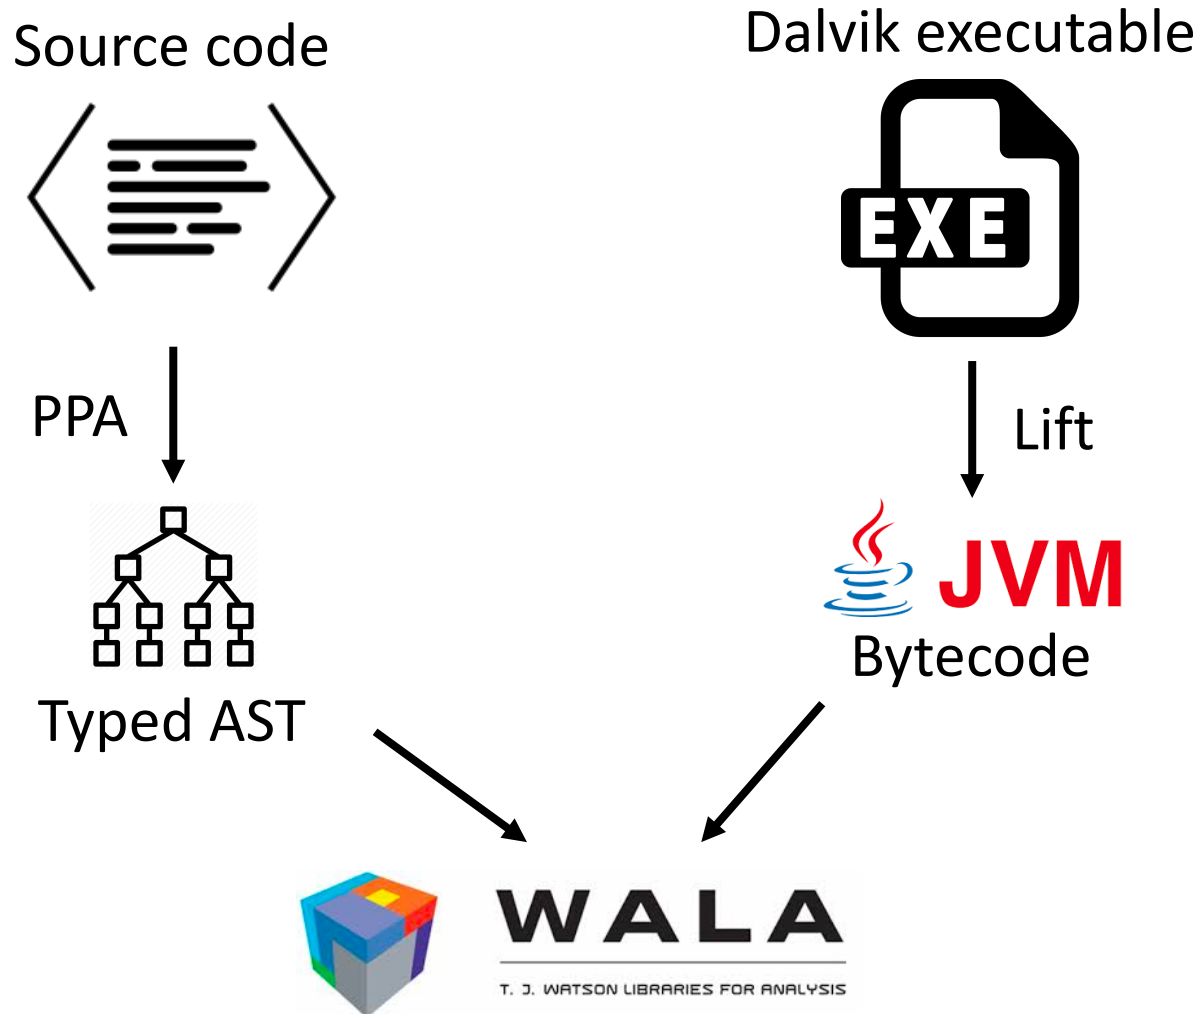 Source code
Dalvik executable
EXE
PPA
Lift
JVM
Bytecode
Typed AST
WALA
T. J. WATSON LIBRARIES FOR ANALYSIS